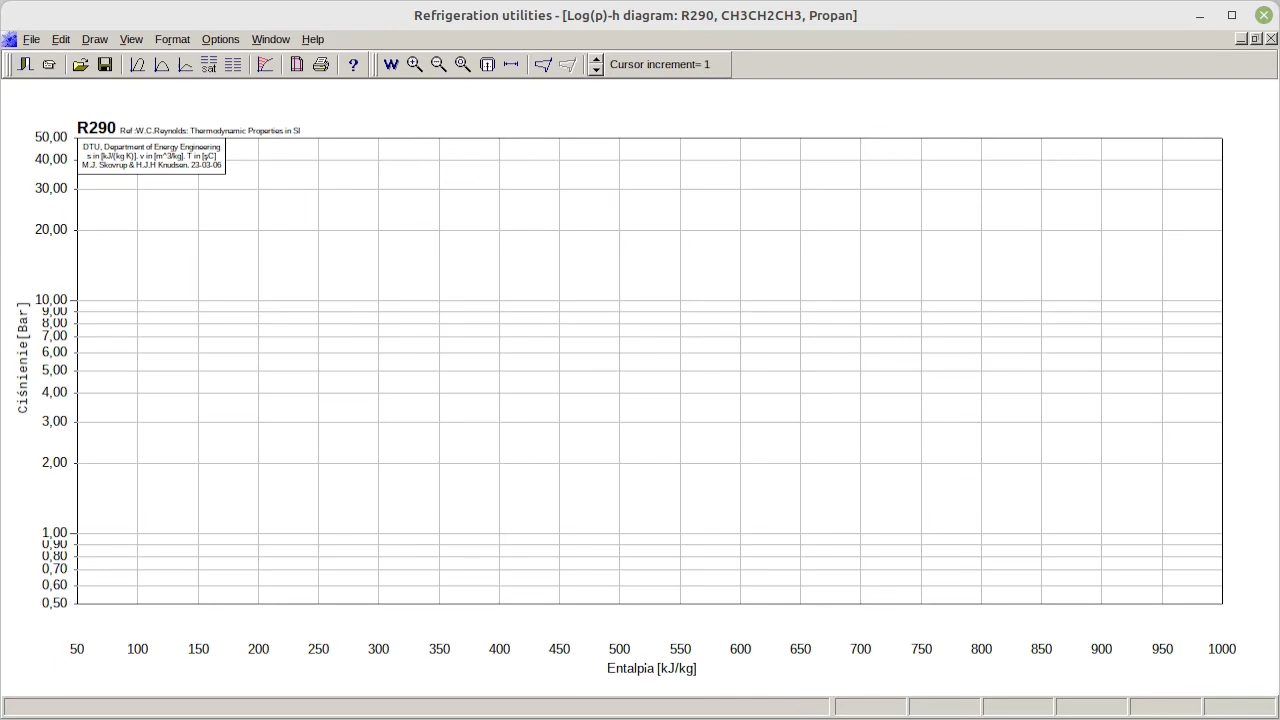 Refrigeration utilities - [Log(p)-h diagram: R290, CH3CH2CH3, Propan]
File Edit Draw View Format Options Window Help
sat ? W Cursor increment= 1
R290 Ref :W.C.Reynolds: Thermodynamic Properties in SI
DTU, Department of Energy Engineering
s in [kJ/(kg K)]. v in [m^3/kg]. T in [şC]
M.J. Skovrup & H.J.H Knudsen. 23-03-06
50,00
40,00
30,00
20,00
10,00
9,00
8,00
7,00
6,00
5,00
4,00
3,00
2,00
1,00
0,90
0,80
0,70
0,60
0,50
Ciśnienie[Bar]
50 100 150 200 250 300 350 400 450 500 550 600 650 700 750 800 850 900 950 1000
Entalpia [kJ/kg]